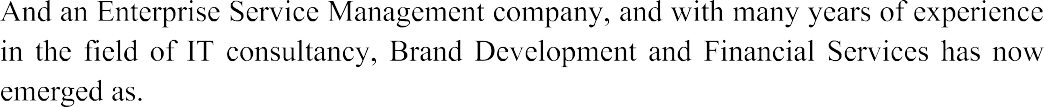 And an Enterprise Service Management company, and with many years of experience
in the field of IT consultancy, Brand Development and Financial Services has now
emerged as.